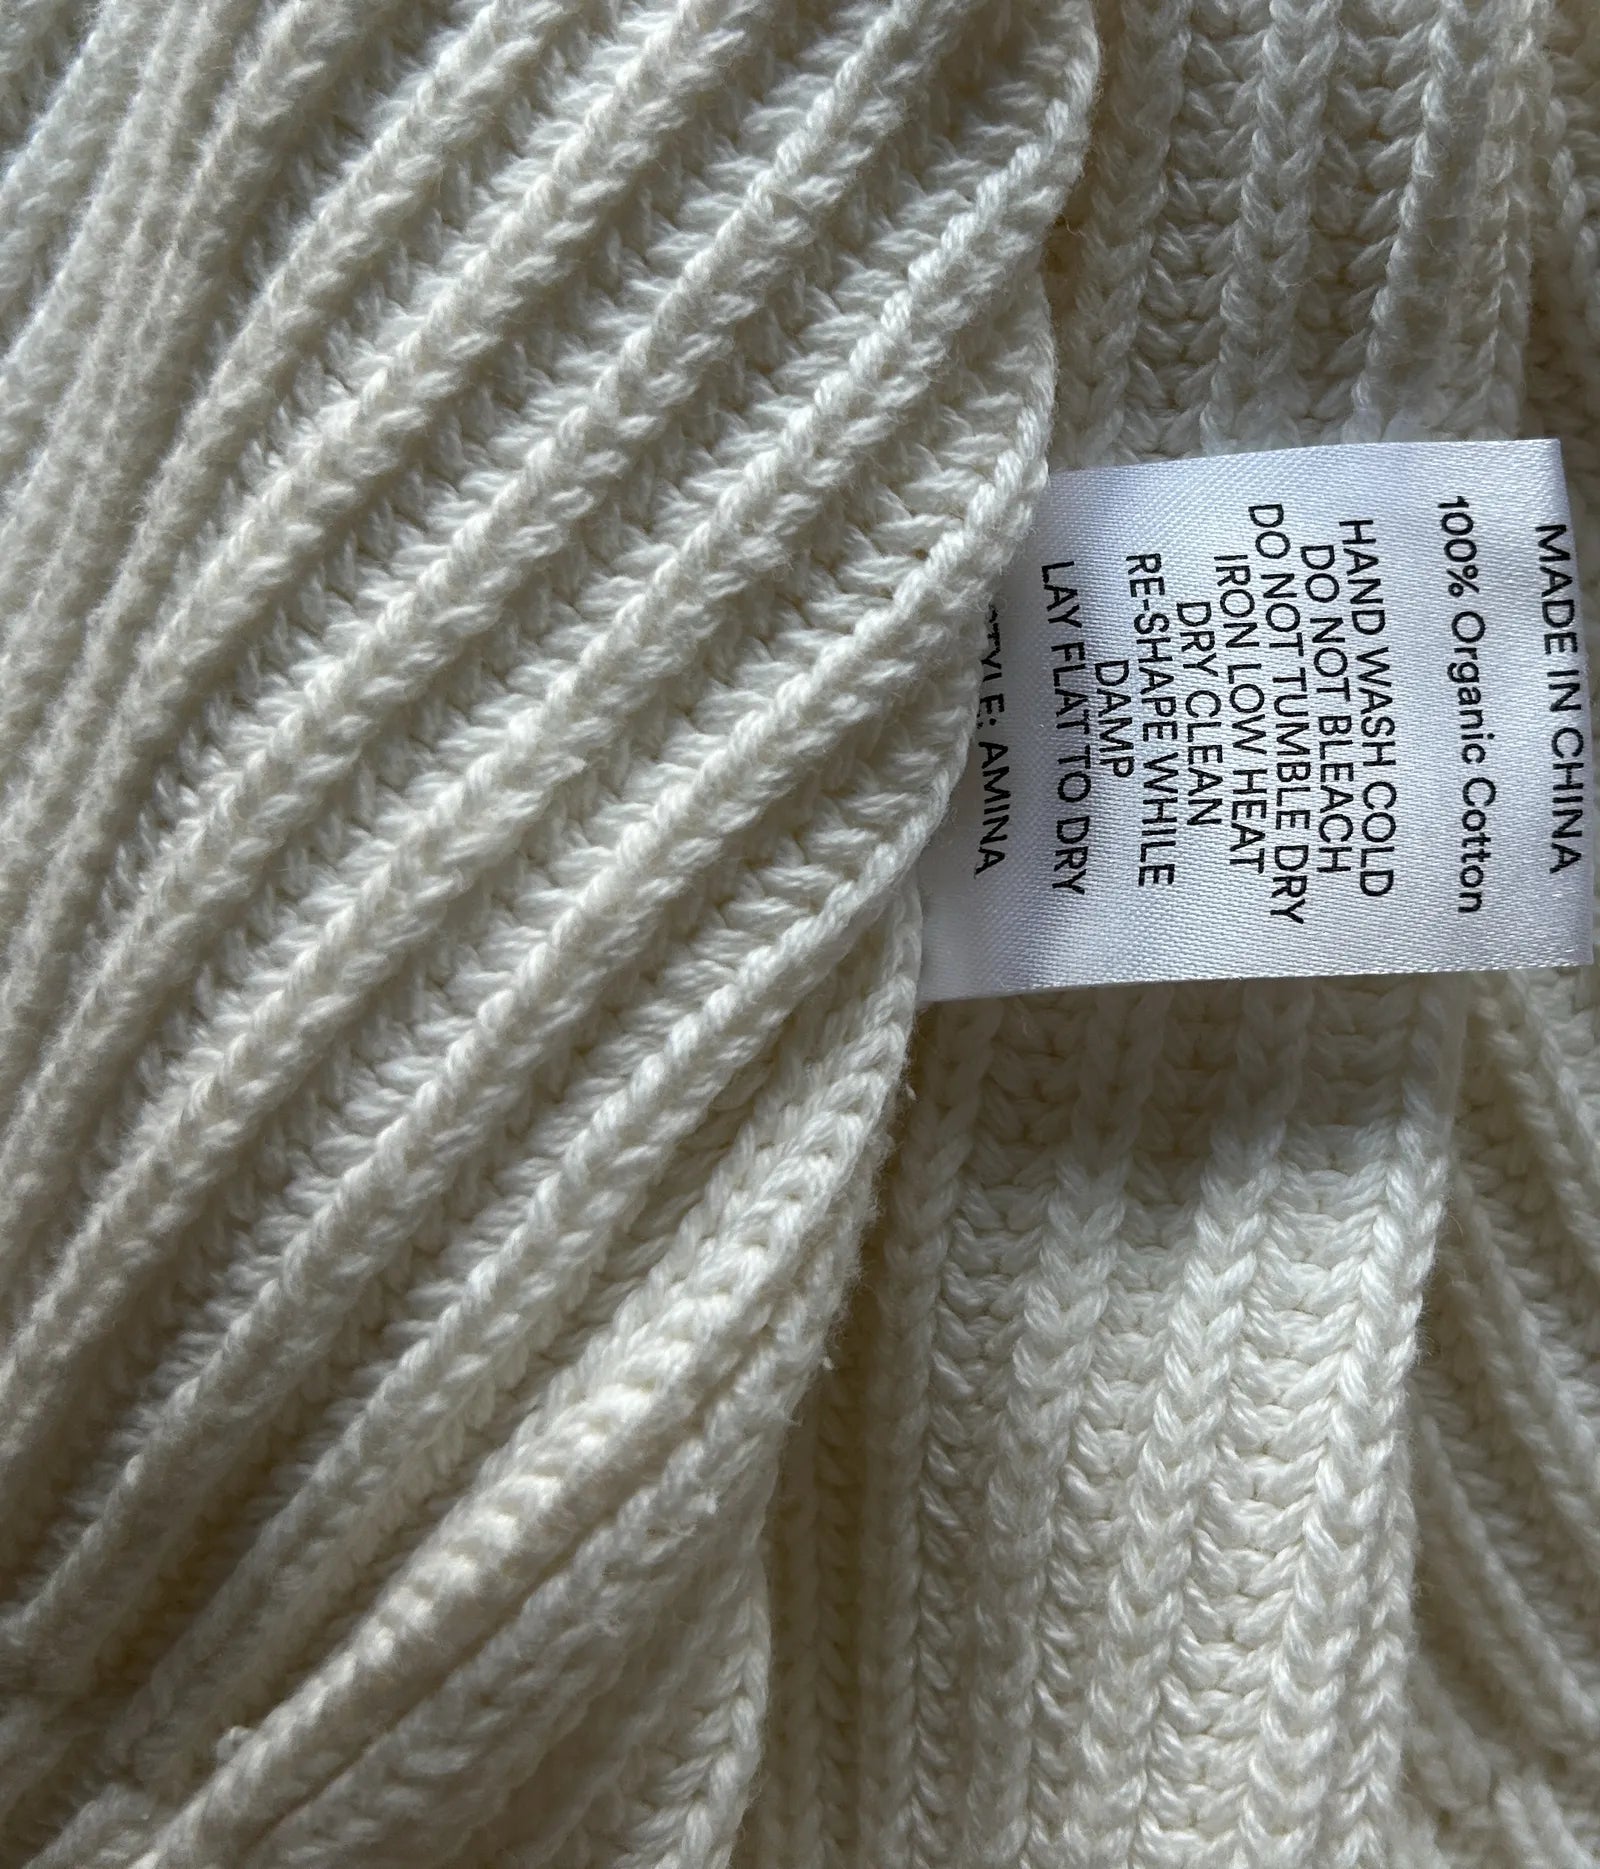 MADE IN CHINA
100% Organic Cotton
HAND WASH COLD
DO NOT BLEACH
DO NOT TUMBLE DRY
IRON LOW HEAT
DRY CLEAN
RE-SHAPE WHILE
DAMP
LAY FLAT TO DRY
STYLE: AMINA